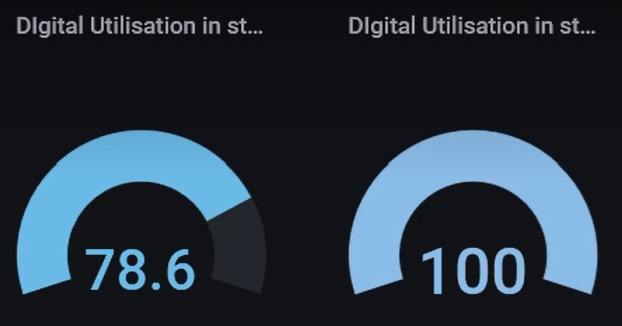 DIgital Utilisation in st...
DIgital Utilisation in st...
78.6
100